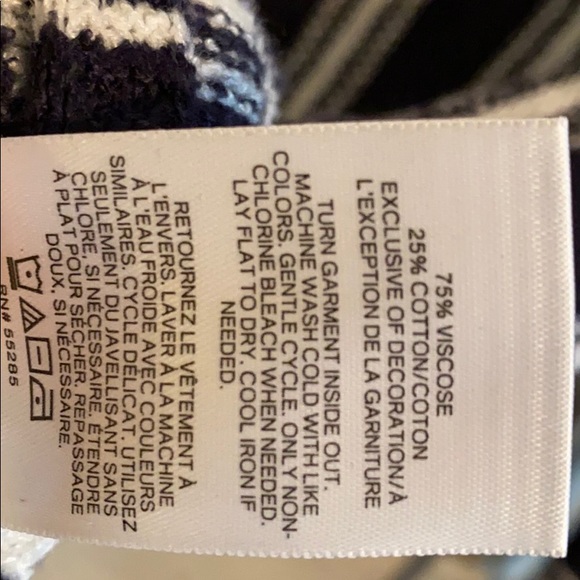 75% VISCOSE
25% COTTON/COTON
EXCLUSIVE OF DECORATION/À
L'EXCEPTION DE LA GARNITURE
TURN GARMENT INSIDE OUT.
MACHINE WASH COLD WITH LIKE
COLORS. GENTLE CYCLE. ONLY NON-
CHLORINE BLEACH WHEN NEEDED.
LAY FLAT TO DRY. COOL IRON IF
NEEDED.
RETOURNEZ LE VÊTEMENT À
L'ENVERS. LAVER À LA MACHINE
À L'EAU FROIDE AVEC COULEURS
SIMILAIRES. CYCLE DÉLICAT. UTILISEZ
SEULEMENT DU JAVELLISANT SANS
CHLORE, SI NÉCESSAIRE. ÉTENDRE
À PLAT POUR SÉCHER. REPASSAGE
DOUX, SI NÉCESSAIRE.
RN# 55285